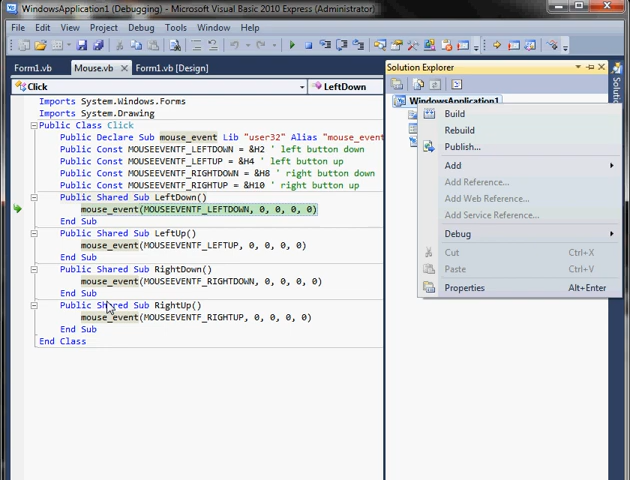 WindowsApplication1 (Debugging) - Microsoft Visual Basic 2010 Express (Administrator)
File Edit View Project Debug Tools Window Help
Form1.vb Mouse.vb Form1.vb [Design]
Click LeftDown
Imports System.Windows.Forms
Imports System.Drawing
Public Class Click
Public Declare Sub mouse_event Lib "user32" Alias "mouse_event
Public Const MOUSEEVENTF_LEFTDOWN = &H2 ' left button down
Public Const MOUSEEVENTF_LEFTUP = &H4 ' left button up
Public Const MOUSEEVENTF_RIGHTDOWN = &H8 ' right button down
Public Const MOUSEEVENTF_RIGHTUP = &H10 ' right button up
Public Shared Sub LeftDown()
mouse_event(MOUSEEVENTF_LEFTDOWN, 0, 0, 0, 0)
End Sub
Public Shared Sub LeftUp()
mouse_event(MOUSEEVENTF_LEFTUP, 0, 0, 0, 0)
End Sub
Public Shared Sub RightDown()
mouse_event(MOUSEEVENTF_RIGHTDOWN, 0, 0, 0, 0)
End Sub
Public Shared Sub RightUp()
mouse_event(MOUSEEVENTF_RIGHTUP, 0, 0, 0, 0)
End Sub
End Class
Solution Explorer
WindowsApplication1
Build
Rebuild
Publish...
Add
Add Reference...
Add Web Reference...
Add Service Reference...
Debug
Cut Ctrl+X
Paste Ctrl+V
Properties Alt+Enter